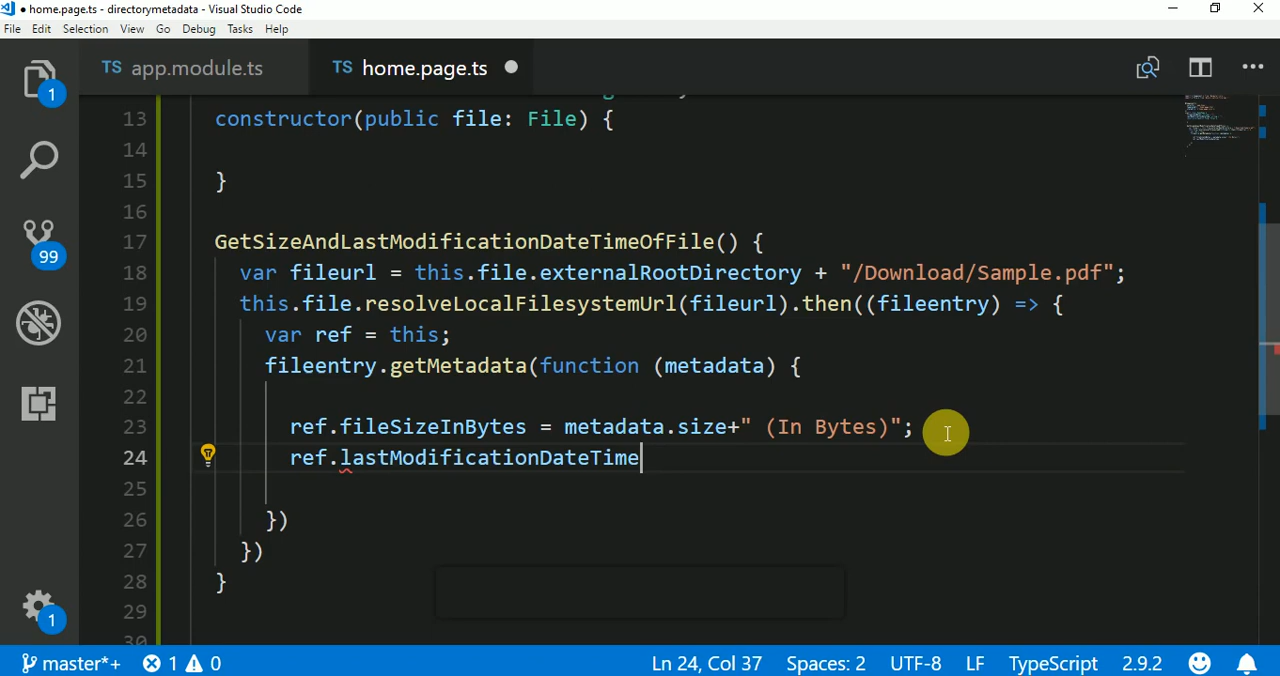 ● home.page.ts - directorymetadata - Visual Studio Code
File Edit Selection View Go Debug Tasks Help
TS app.module.ts TS home.page.ts ●
1
99
1
13 constructor(public file: File) {
14
15 }
16
17 GetSizeAndLastModificationDateTimeOfFile() {
18 var fileurl = this.file.externalRootDirectory + "/Download/Sample.pdf";
19 this.file.resolveLocalFilesystemUrl(fileurl).then((fileentry) => {
20 var ref = this;
21 fileentry.getMetadata(function (metadata) {
22
23 ref.fileSizeInBytes = metadata.size+" (In Bytes)";
24 ref.lastModificationDateTime
25
26 })
27 })
28 }
29
30
master*+ 1 0 Ln 24, Col 37 Spaces: 2 UTF-8 LF TypeScript 2.9.2